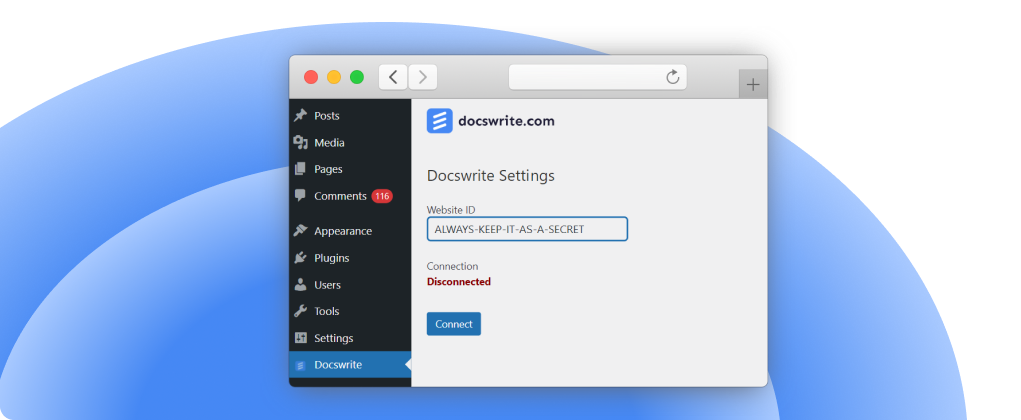 Posts
Media
Pages
Comments 116
Appearance
Plugins
Users
Tools
Settings
Docswrite
docswrite.com
Docswrite Settings
Website ID
ALWAYS-KEEP-IT-AS-A-SECRET
Connection
Disconnected
Connect